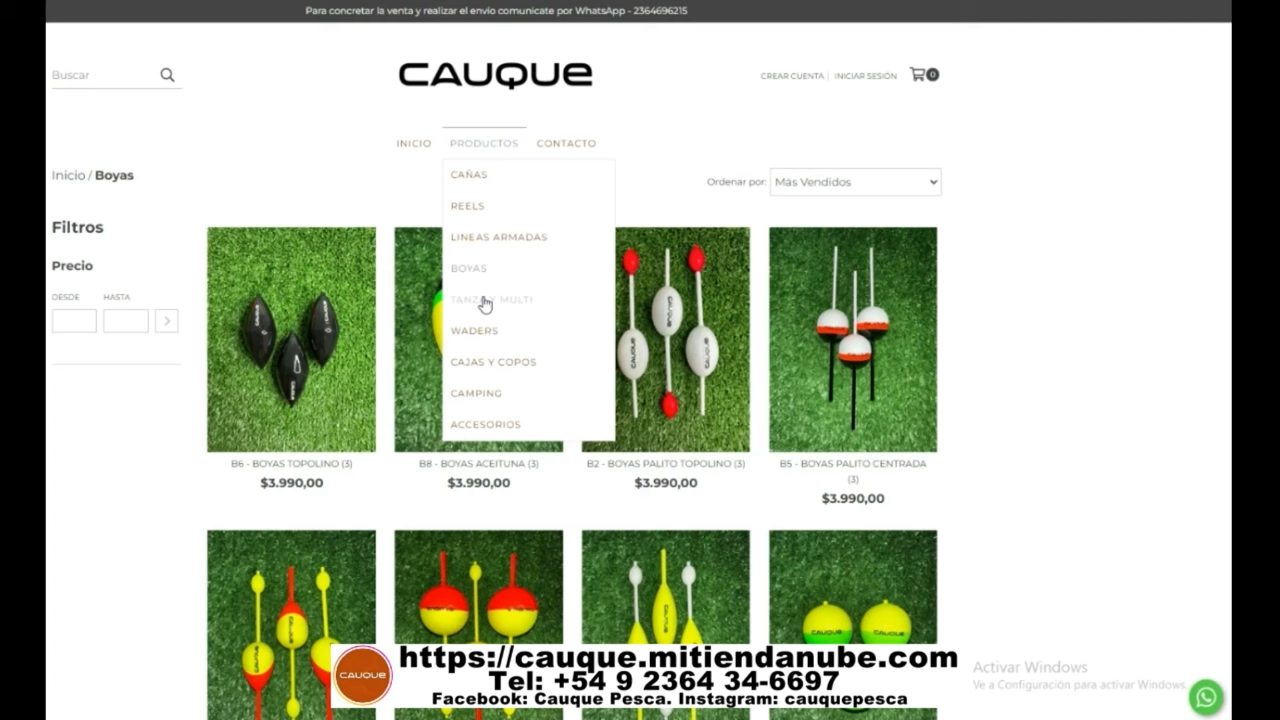 Para concretar la venta y realizar el envío comunicate por WhatsApp - 2364696215
Buscar
CAUQUE
CREAR CUENTA | INICIAR SESIÓN
0
INICIO
PRODUCTOS
CONTACTO
Inicio / Boyas
Ordenar por: Más Vendidos
CAÑAS
REELS
LINEAS ARMADAS
BOYAS
TANZA Y MULTI
WADERS
CAJAS Y COPOS
CAMPING
ACCESORIOS
Filtros
Precio
DESDE
HASTA
B6 - BOYAS TOPOLINO (3)
$3.990,00
B8 - BOYAS ACEITUNA (3)
$3.990,00
B2 - BOYAS PALITO TOPOLINO (3)
$3.990,00
B5 - BOYAS PALITO CENTRADA
(3)
$3.990,00
CAUQUE
CAUQUE
CAUQUE
https://cauque.mitiendanube.com
Tel: +54 9 2364 34-6697
Facebook: Cauque Pesca. Instagram: cauquepesca
Activar Windows
Ve a Configuración para activar Windows.